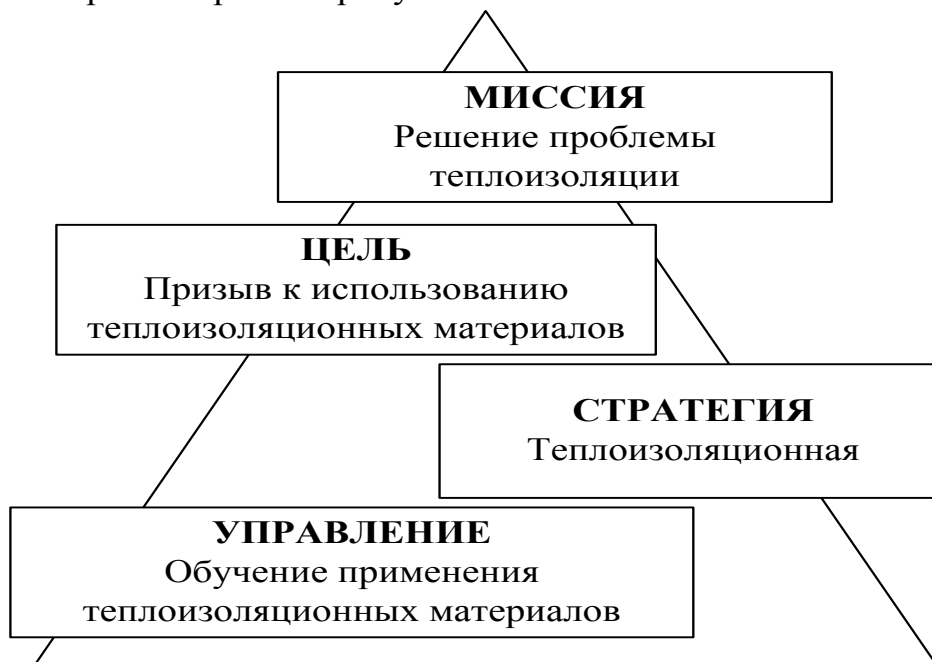 МИССИЯ
Решение проблемы
теплоизоляции
ЦЕЛЬ
Призыв к использованию
теплоизоляционных материалов
СТРАТЕГИЯ
Теплоизоляционная
УПРАВЛЕНИЕ
Обучение применения
теплоизоляционных материалов